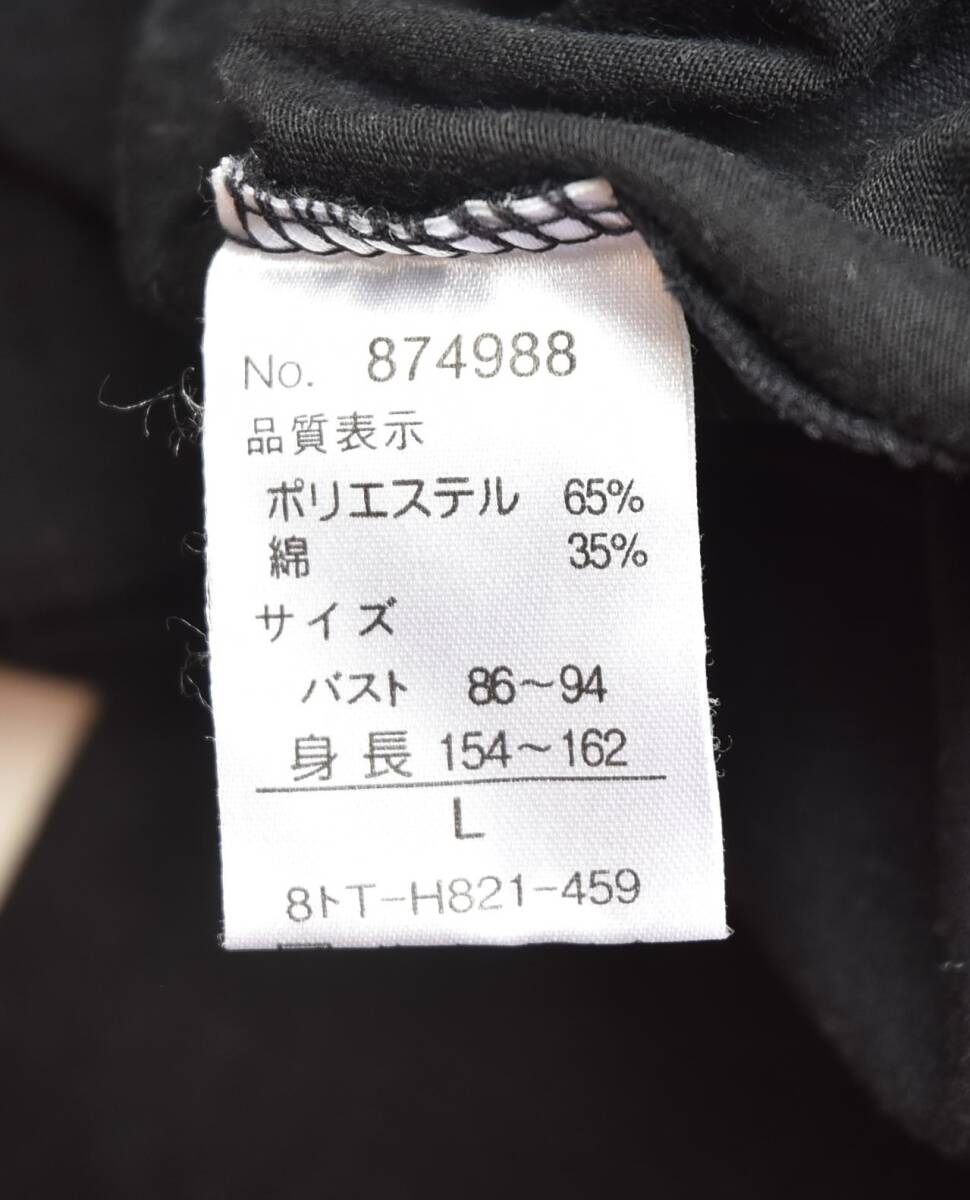 No. 874988
品質表示
ポリエステル 65%
綿 35%
サイズ
バスト 86～94
身長 154～162
L
8トT-H821-459